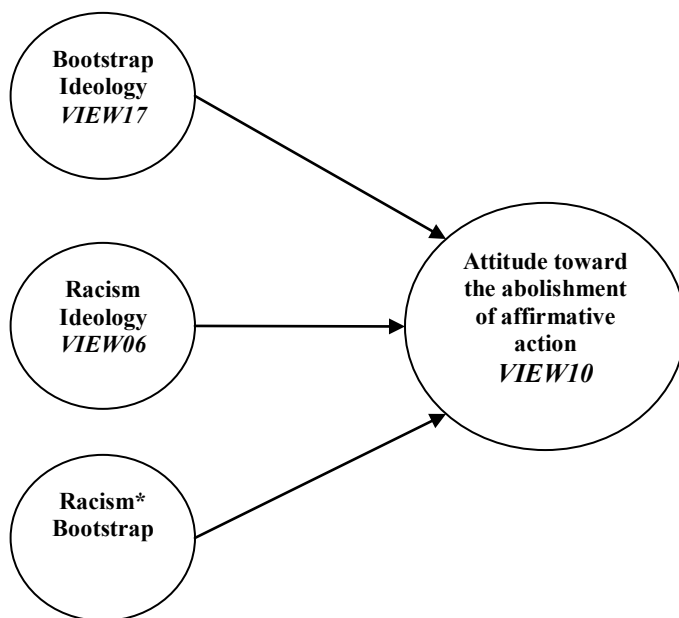 Bootstrap
Ideology
VIEW17
Racism
Ideology
VIEW06
Racism*
Bootstrap
Attitude toward
the abolishment
of affirmative
action
VIEW10